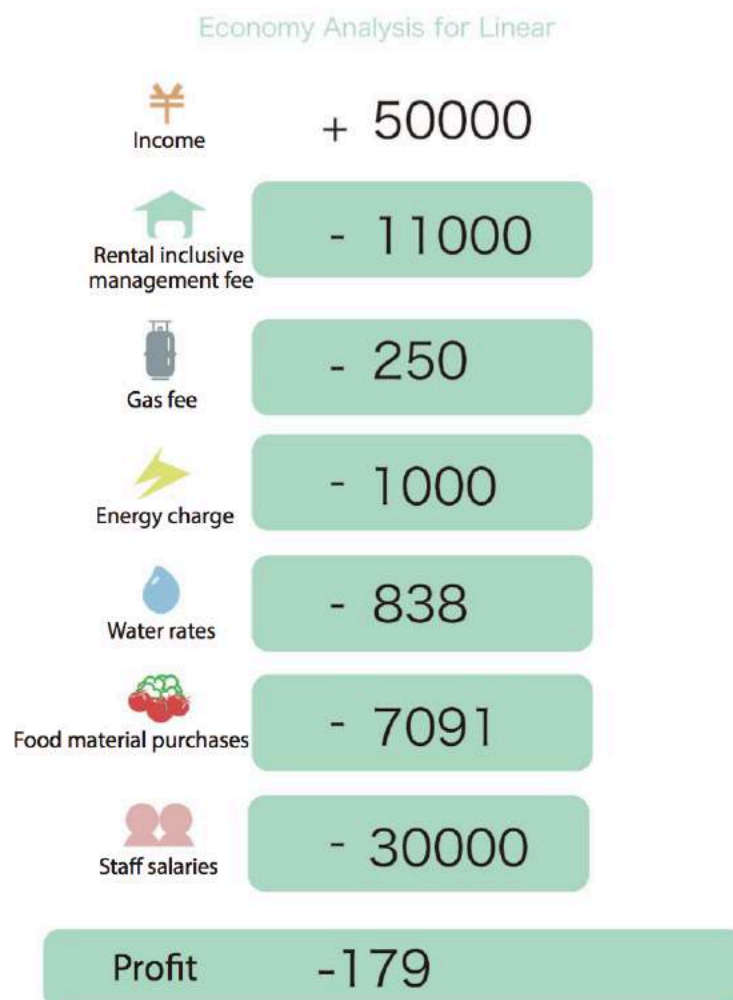 Economy Analysis for Linear
Income
+ 50000
Rental inclusive
management fee
- 11000
Gas fee
- 250
Energy charge
- 1000
Water rates
- 838
Food material purchases
- 7091
Staff salaries
- 30000
Profit -179